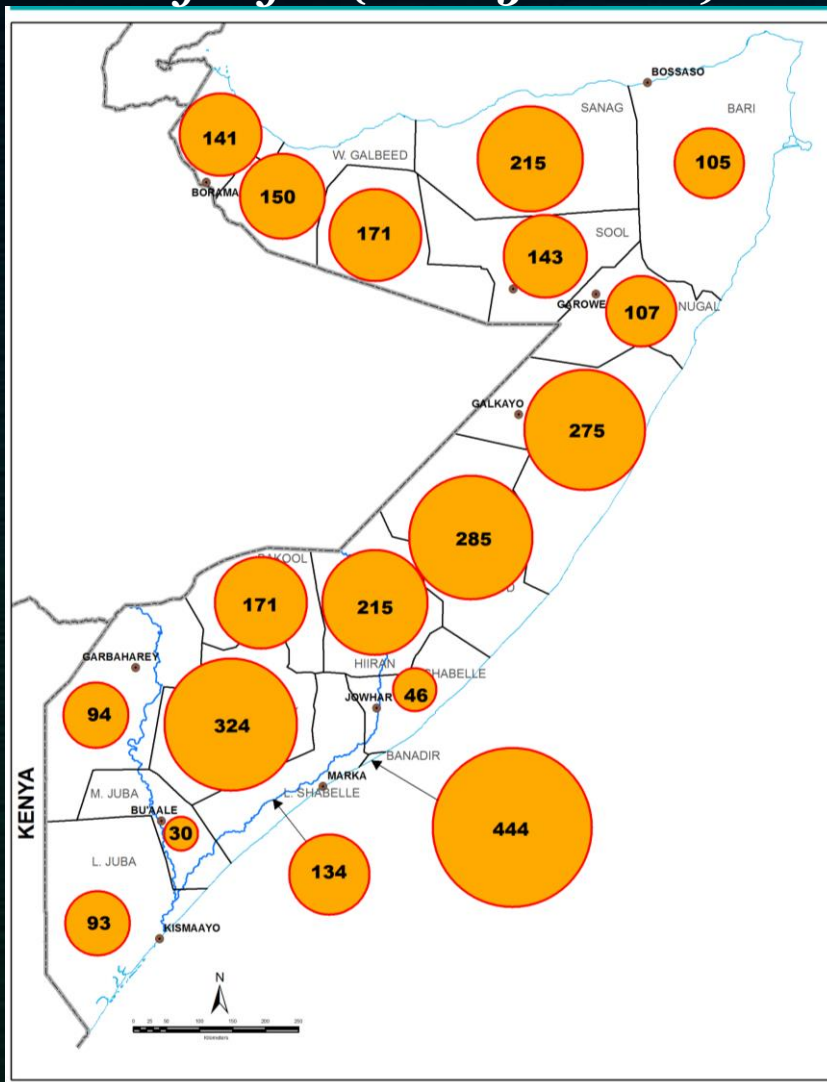 BOSSASO
SANAG
BARI
141
W. GALBEED
215
105
BORAMA
150
171
SOOL
143
GAROWE
107
NUGAL
GALKAYO
275
285
171
215
GARBAHAREY
HIIRAN
94
324
JOWHAR
46
BANADIR
KENYA
M. JUBA
MARKA
L. SHABELLE
BU'AALE
30
444
L. JUBA
134
93
KISMAAYO
N